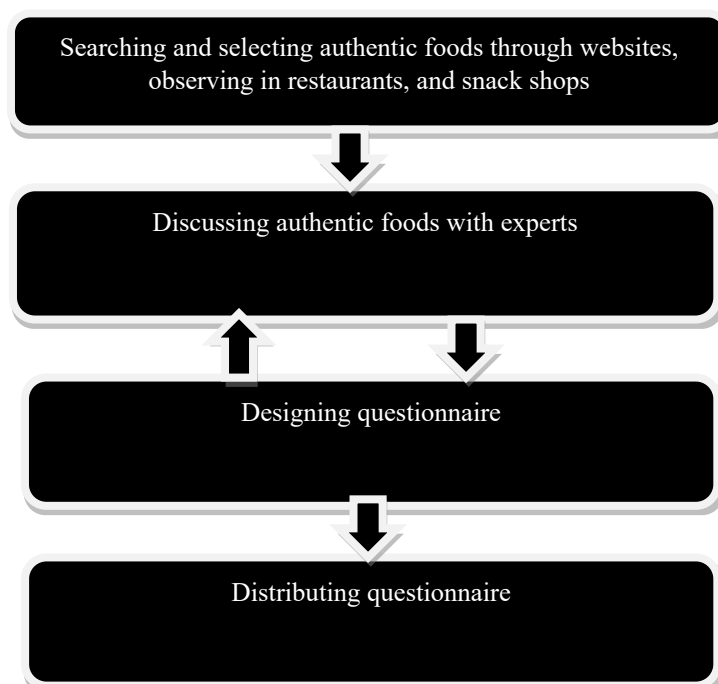 Searching and selecting authentic foods through websites,
observing in restaurants, and snack shops
Discussing authentic foods with experts
Designing questionnaire
Distributing questionnaire